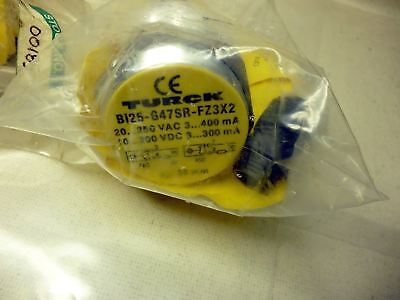 CE
TURCK
BI25-G47SR-FZ3X2
20...250 VAC 3...400 mA
10...300 VDC 3...300 mA